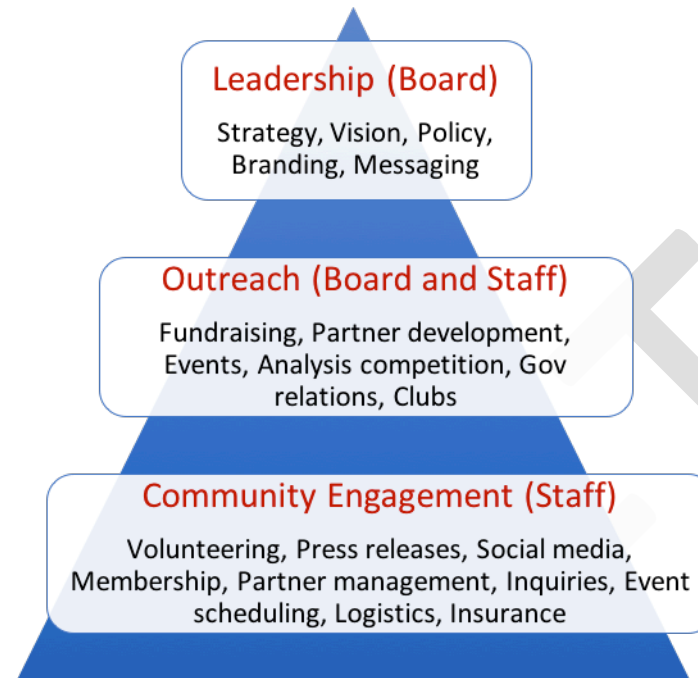 Leadership (Board)
Strategy, Vision, Policy,
Branding, Messaging
Outreach (Board and Staff)
Fundraising, Partner development,
Events, Analysis competition, Gov
relations, Clubs
Community Engagement (Staff)
Volunteering, Press releases, Social media,
Membership, Partner management, Inquiries, Event
scheduling, Logistics, Insurance